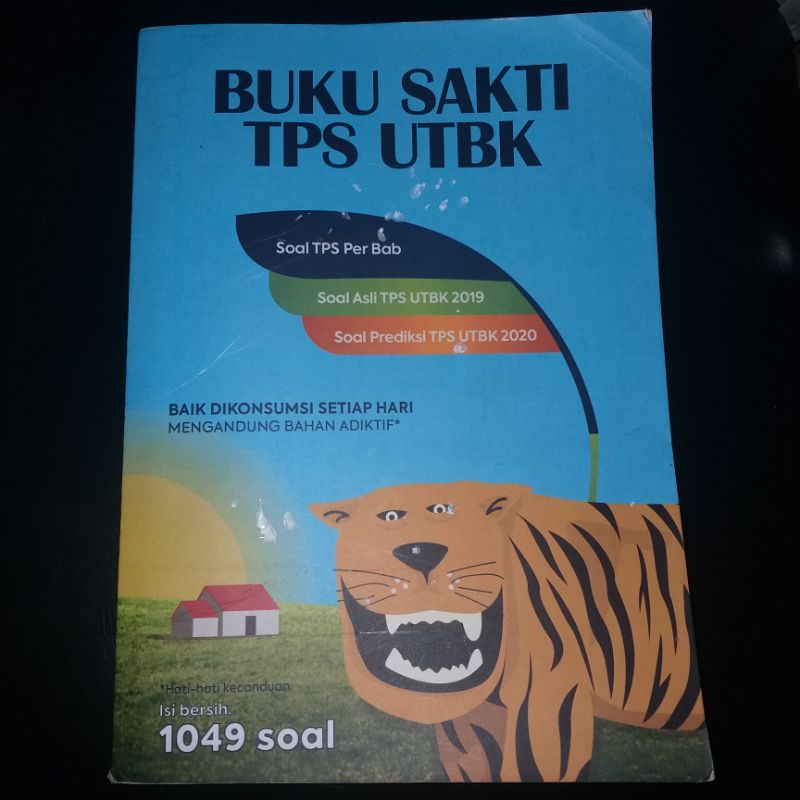 BUKU SAKTI
TPS UTBK
Soal TPS Per Bab
Soal Asli TPS UTBK 2019
Soal Prediksi TPS UTBK 2020
BAIK DIKONSUMSI SETIAP HARI
MENGANDUNG BAHAN ADIKTIF*
*Hati-hati kecanduan
Isi bersih:
1049 soal